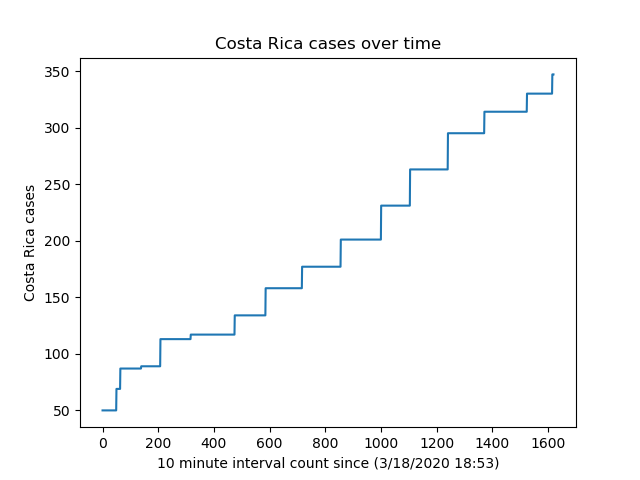 Costa Rica cases over time
Costa Rica cases
350
300
250
200
150
100
50
0 200 400 600 800 1000 1200 1400 1600
10 minute interval count since (3/18/2020 18:53)